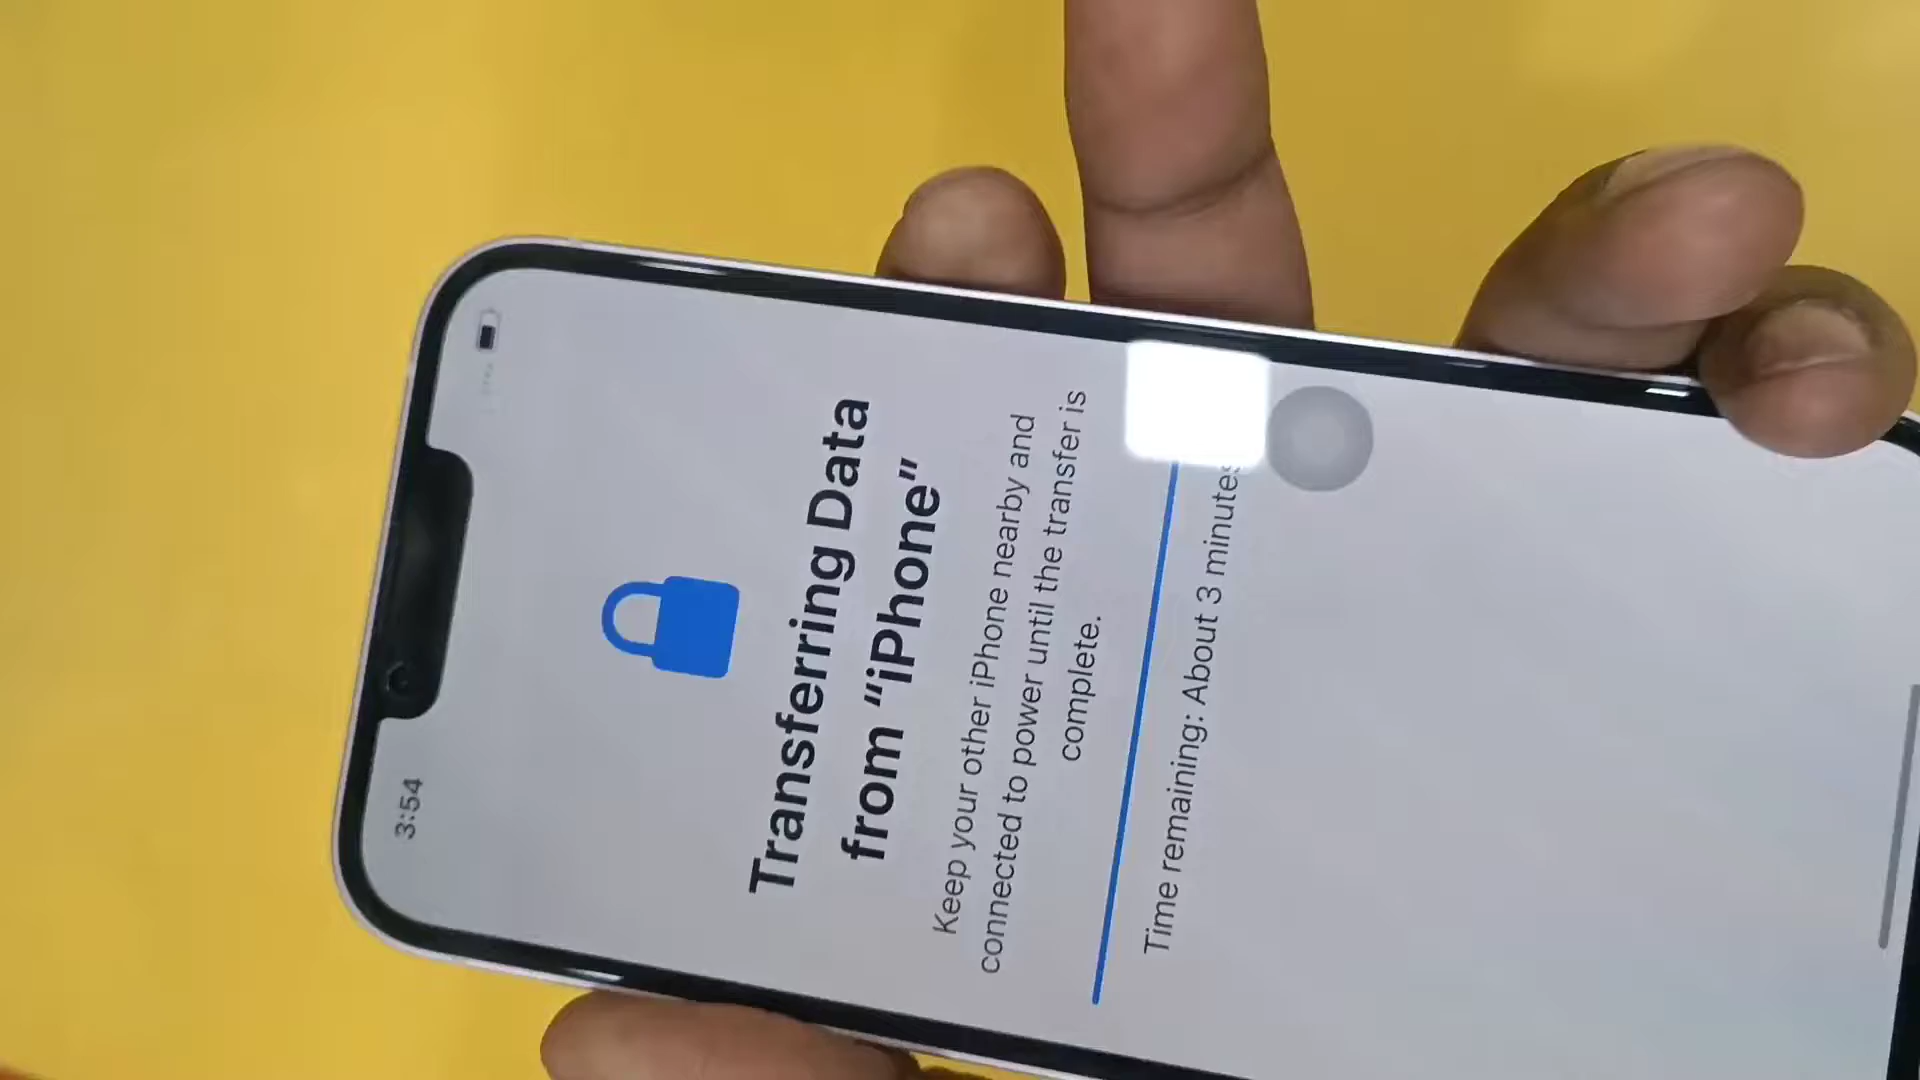 3:54
Transferring Data
from “iPhone”
Keep your other iPhone nearby and
connected to power until the transfer is
complete.
Time remaining: About 3 minutes